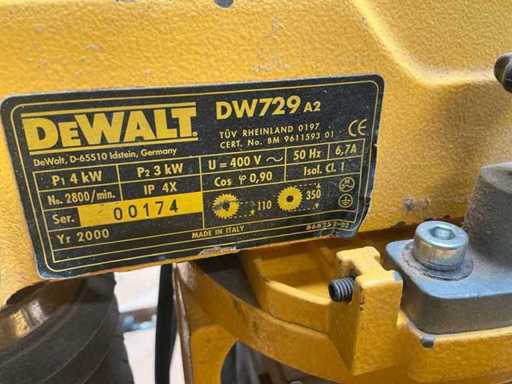 DEWALT
DW729 A2
DeWalt, D-65510 Idstein, Germany
TÜV RHEINLAND 0197
CERT. No. BM 9611593 01
P1 4 kW P2 3 kW U = 400 V ~ 50 Hz 6,7A
No. 2800/min. IP 4X Cos φ 0,90 Isol. Cl. F
Ser. 00174 110 350
Yr 2000
MADE IN ITALY